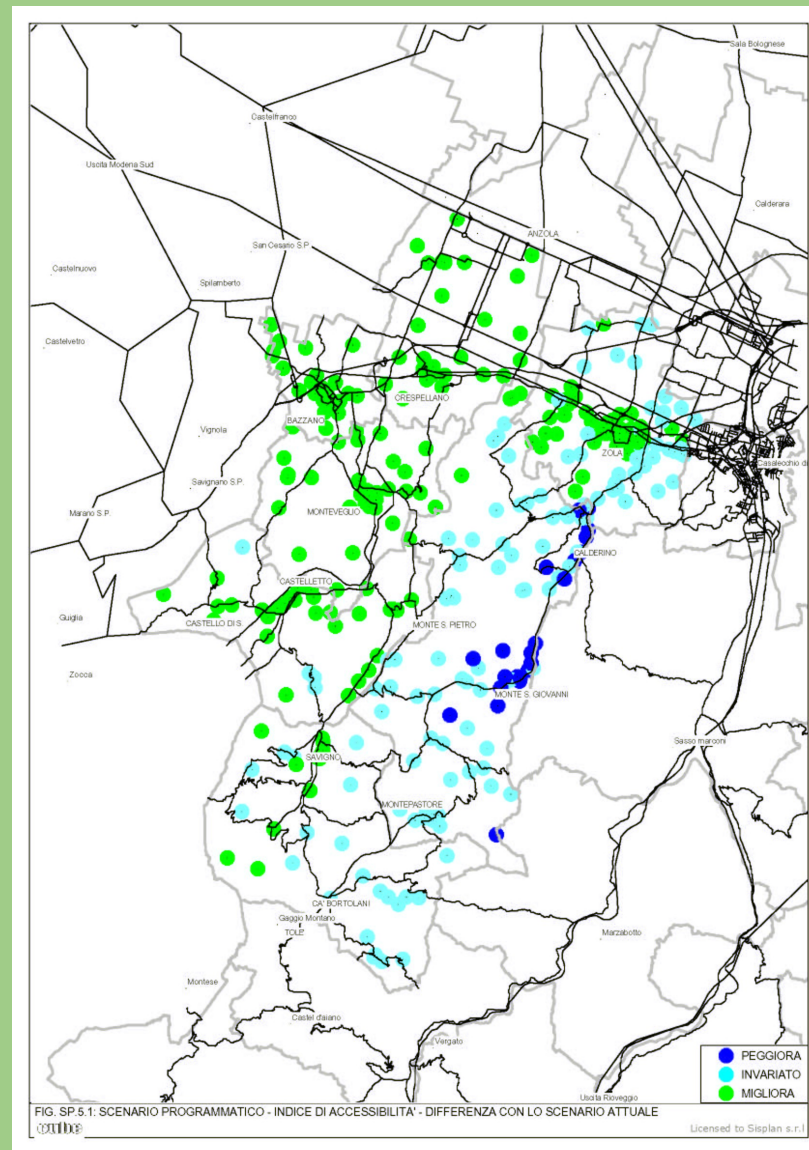 Sala Bolognese
Castelfranco
Uscita Modena Sud
Calderara
ANZOLA
San Cesario S.P
Castelnuovo
Spilamberto
Castelvetro
CRESPELLANO
BAZZANO
Vignola
ZOLA
Casalecchio di
Savignano S.P.
Marano S.P
MONTEVEGLIO
CALDERINO
CASTELLETTO
Guiglia
CASTELLO DI S.
MONTE S. PIETRO
Zocca
MONTE S. GIOVANNI
Sasso marconi
SAVIGNO
MONTEPASTORE
CA' BORTOLANI
Gaggio Montano
TOLE'
Marzabotto
Montese
Castel d'aiano
Vergato
Uscita Rioveggio
PEGGIORA
INVARIATO
MIGLIORA
FIG. SP.5.1: SCENARIO PROGRAMMATICO - INDICE DI ACCESSIBILITA' - DIFFERENZA CON LO SCENARIO ATTUALE
cube
Licensed to Sisplan s.r.l